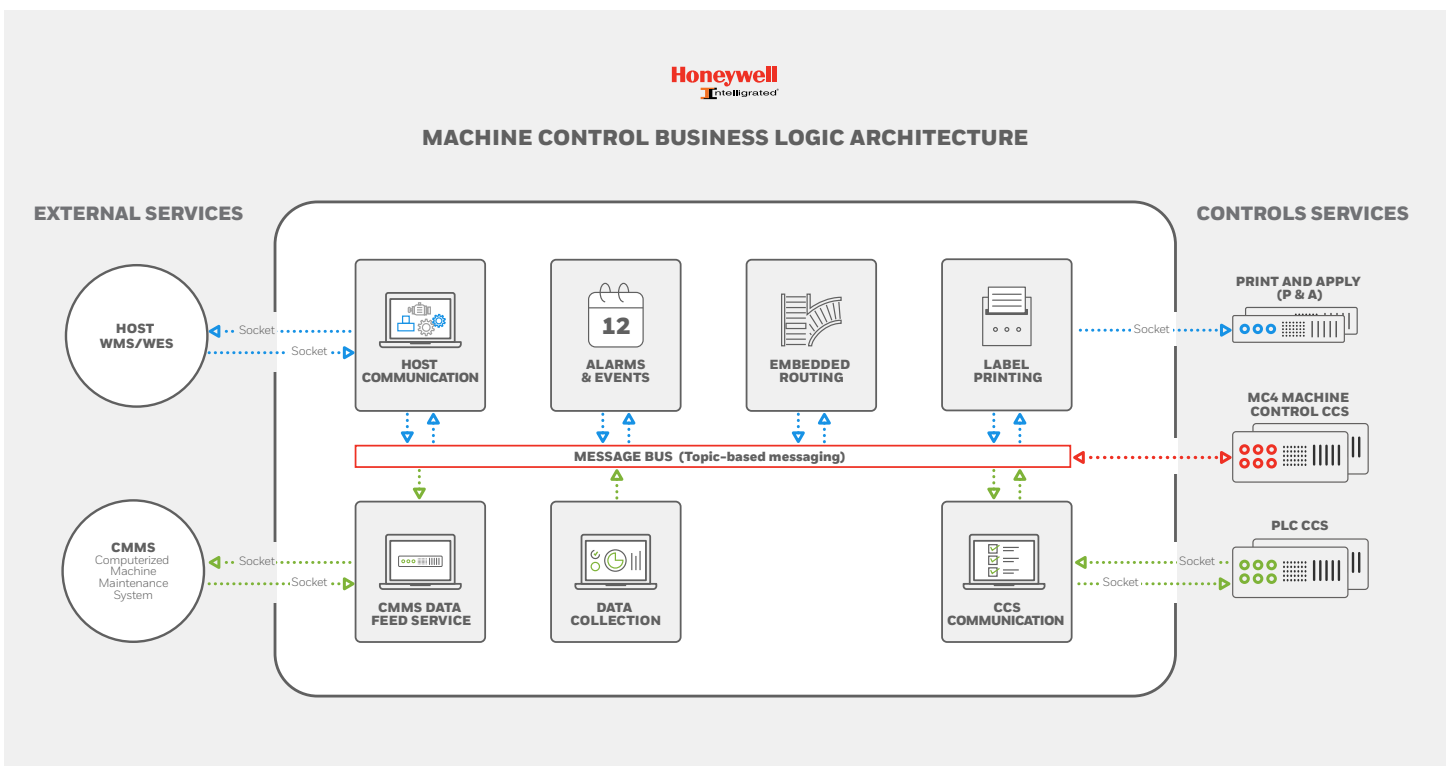 Honeywell
Intelligrated
MACHINE CONTROL BUSINESS LOGIC ARCHITECTURE
EXTERNAL SERVICES
CONTROLS SERVICES
HOST
WMS/WES
Socket
Socket
HOST
COMMUNICATION
12
ALARMS
& EVENTS
EMBEDDED
ROUTING
LABEL
PRINTING
Socket
PRINT AND APPLY
(P & A)
MC4 MACHINE
CONTROL CCS
MESSAGE BUS (Topic-based messaging)
CMMS
Computerized
Machine
Maintenance
System
Socket
Socket
CMMS DATA
FEED SERVICE
DATA
COLLECTION
CCS
COMMUNICATION
Socket
Socket
PLC CCS